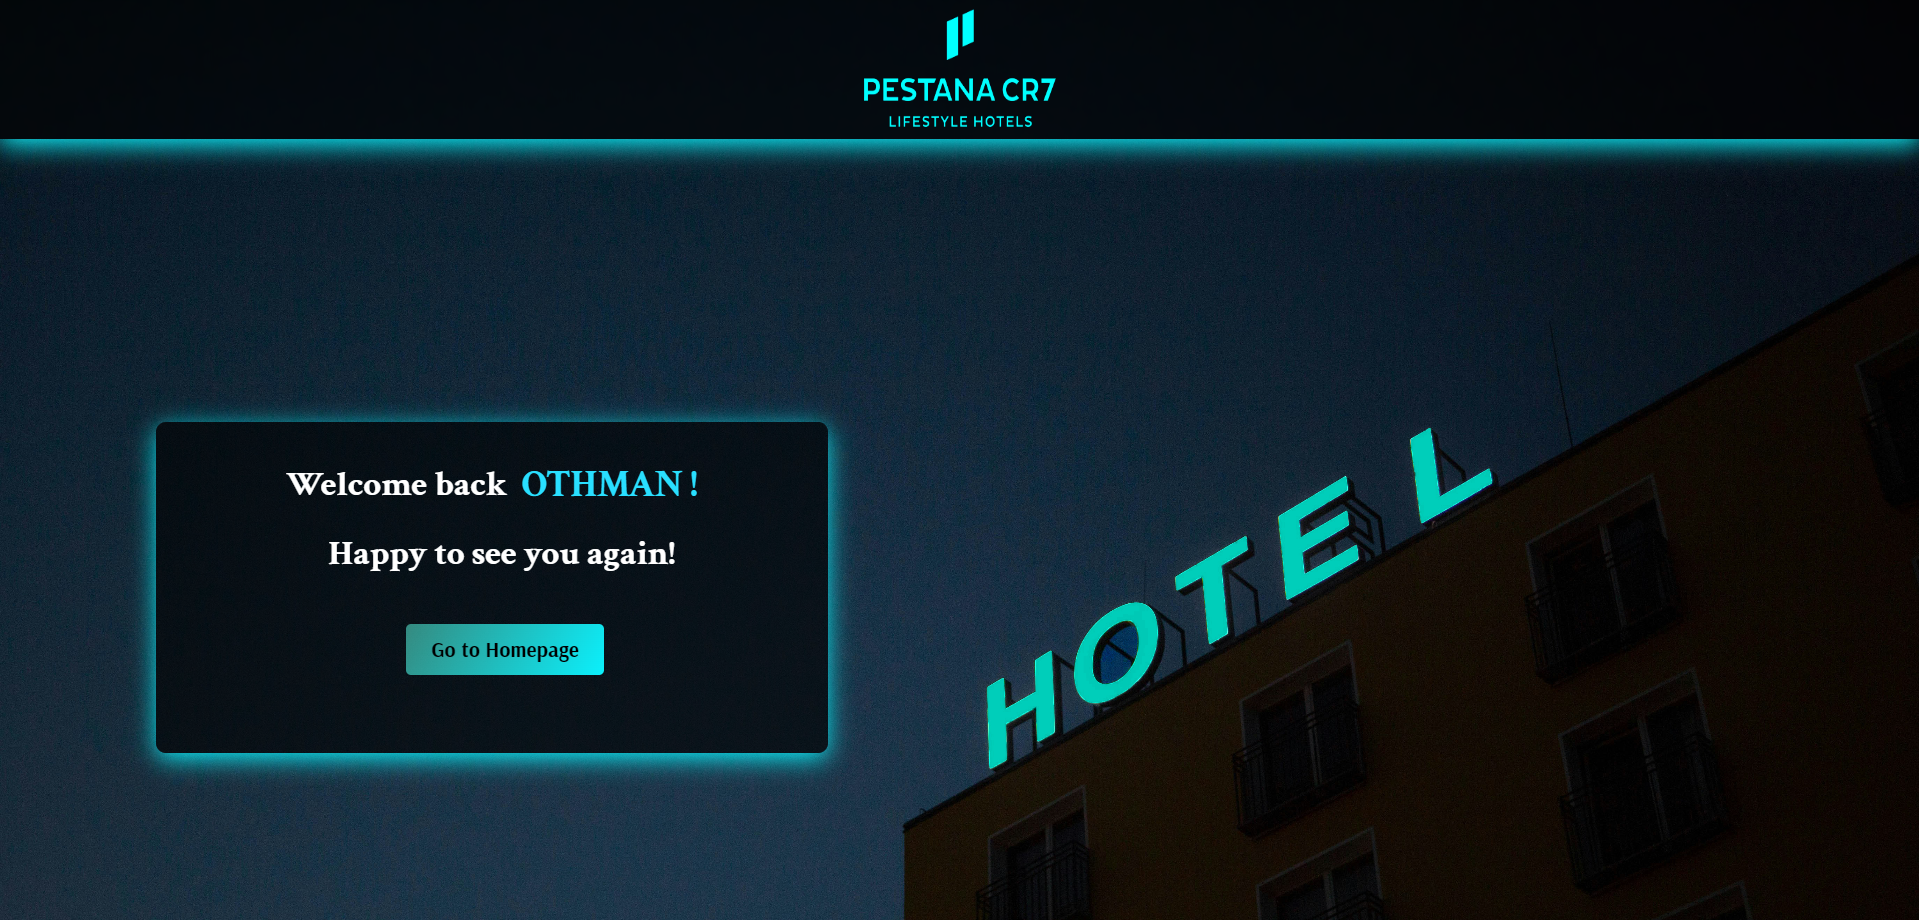 PESTANA CR7
LIFESTYLE HOTELS
Welcome back OTHMAN !
Happy to see you again!
Go to Homepage
HOTEL